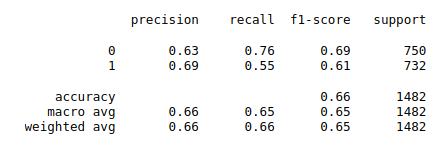 precision recall f1-score support
0 0.63 0.76 0.69 750
1 0.69 0.55 0.61 732
accuracy 0.66 1482
macro avg 0.66 0.65 0.65 1482
weighted avg 0.66 0.66 0.65 1482